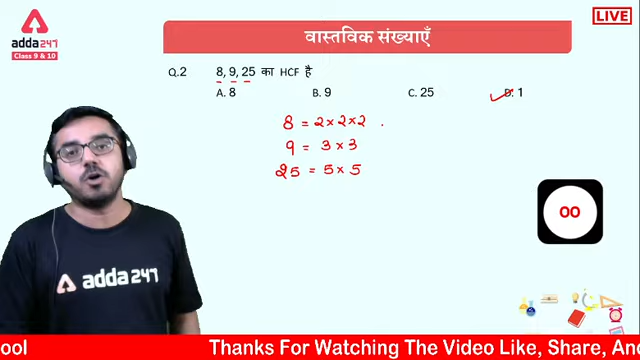 LIVE
वास्तविक संख्याएँ
adda247
Class 9 & 10
Q.2 8, 9, 25 का HCF है
A. 8 B. 9 C. 25 D. 1
8 = 2 × 2 × 2
9 = 3 × 3
25 = 5 × 5
00
adda247
ool Thanks For Watching The Video Like, Share, And